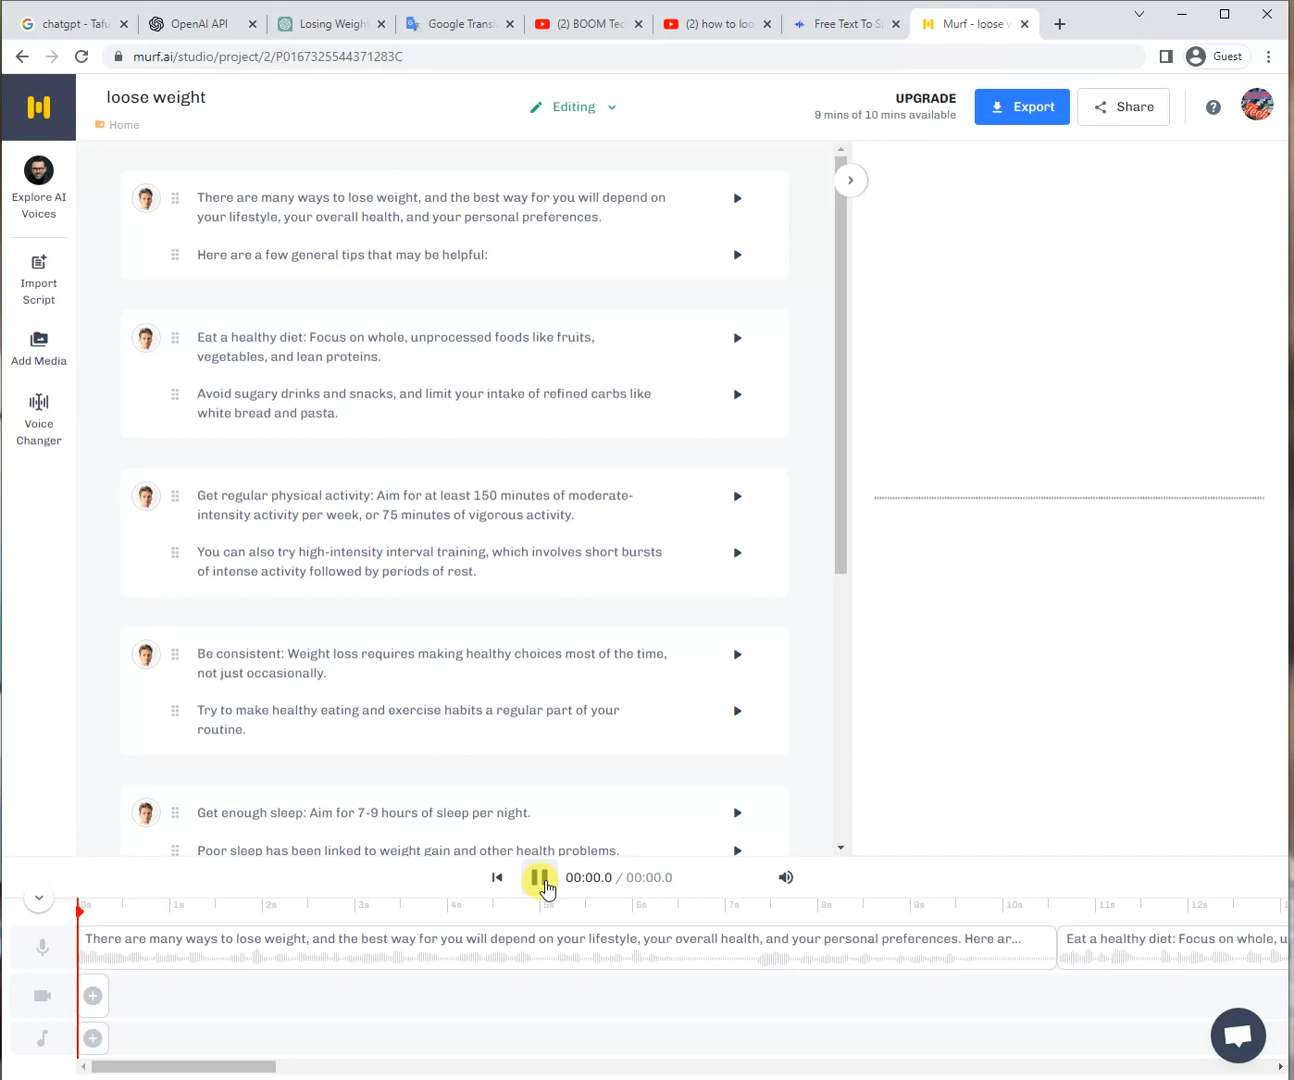 chatgpt - Tafu
OpenAI API
Losing Weigh
Google Trans
(2) BOOM Tec
(2) how to loo
Free Text To S
Murf - loose v
murf.ai/studio/project/2/P0167325544371283C
Guest
loose weight
Home
Editing
UPGRADE
9 mins of 10 mins available
Export
Share
Explore AI
Voices
Import
Script
Add Media
Voice
Changer
There are many ways to lose weight, and the best way for you will depend on
your lifestyle, your overall health, and your personal preferences.
Here are a few general tips that may be helpful:
Eat a healthy diet: Focus on whole, unprocessed foods like fruits,
vegetables, and lean proteins.
Avoid sugary drinks and snacks, and limit your intake of refined carbs like
white bread and pasta.
Get regular physical activity: Aim for at least 150 minutes of moderate-
intensity activity per week, or 75 minutes of vigorous activity.
You can also try high-intensity interval training, which involves short bursts
of intense activity followed by periods of rest.
Be consistent: Weight loss requires making healthy choices most of the time,
not just occasionally.
Try to make healthy eating and exercise habits a regular part of your
routine.
Get enough sleep: Aim for 7-9 hours of sleep per night.
Poor sleep has been linked to weight gain and other health problems.
00:00.0 / 00:00.0
0s 1s 2s 3s 4s 5s 6s 7s 8s 9s 10s 11s 12s
There are many ways to lose weight, and the best way for you will depend on your lifestyle, your overall health, and your personal preferences. Here ar...
Eat a healthy diet: Focus on whole, u